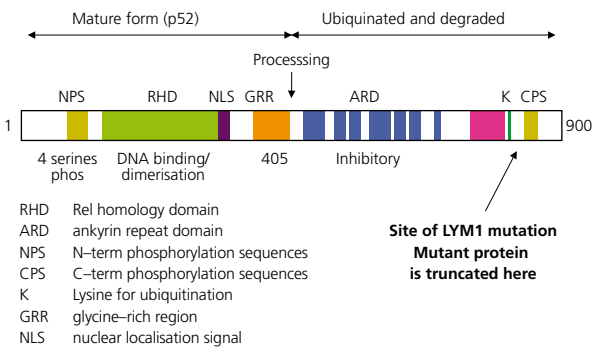 Mature form (p52) Ubiquinated and degraded
Processsing
NPS RHD NLS GRR ARD K CPS
1 900
4 serines phos DNA binding/ dimerisation 405 Inhibitory
RHD Rel homology domain
ARD ankyrin repeat domain
NPS N–term phosphorylation sequences
CPS C–term phosphorylation sequences
K Lysine for ubiquitination
GRR glycine–rich region
NLS nuclear localisation signal
Site of LYM1 mutation
Mutant protein
is truncated here